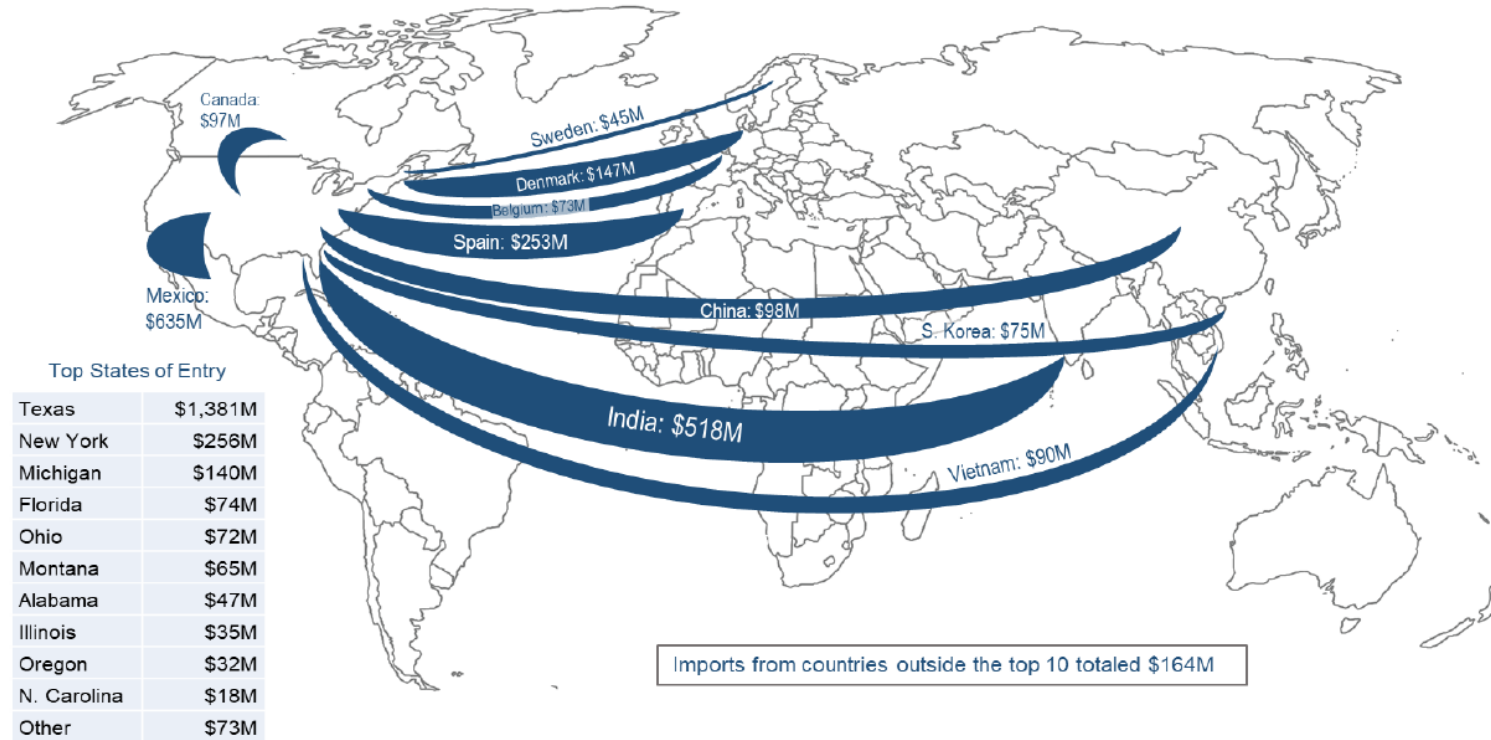 Canada:
$97M
Sweden: $45M
Denmark: $147M
Belgium: $73M
Spain: $253M
Mexico:
$635M
China: $98M
S. Korea: $75M
India: $518M
Vietnam: $90M
Top States of Entry
Texas $1,381M
New York $256M
Michigan $140M
Florida $74M
Ohio $72M
Montana $65M
Alabama $47M
Illinois $35M
Oregon $32M
N. Carolina $18M
Other $73M
Imports from countries outside the top 10 totaled $164M